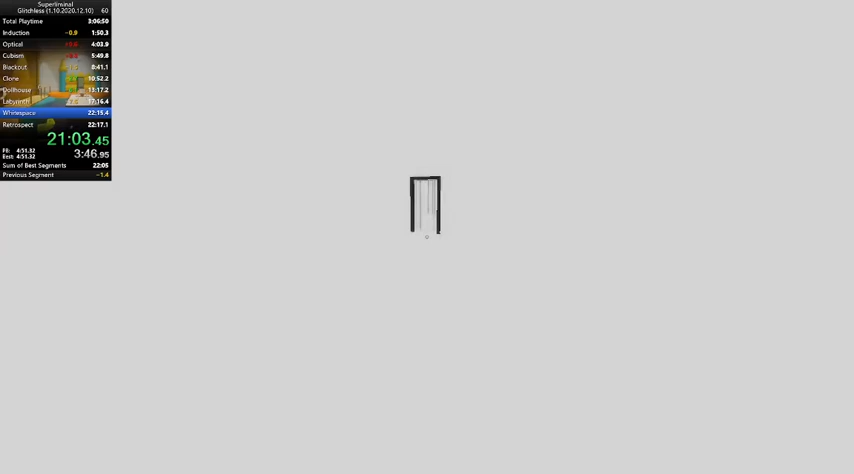 Superliminal
Glitchless (1.10.2020.12.10) 60
Total Playtime 3:06:50
Induction −0.9 1:50.3
Optical 4:03.9
Cubism 5:49.8
Blackout 8:41.1
Clone 10:52.2
Dollhouse 13:17.2
Labyrinth 17:16.4
Whitespace 22:15.4
Retrospect 22:17.1
21:03.45
PB: 4:51.32
Best: 4:51.32
3:46.95
Sum of Best Segments 22:05
Previous Segment −1.4